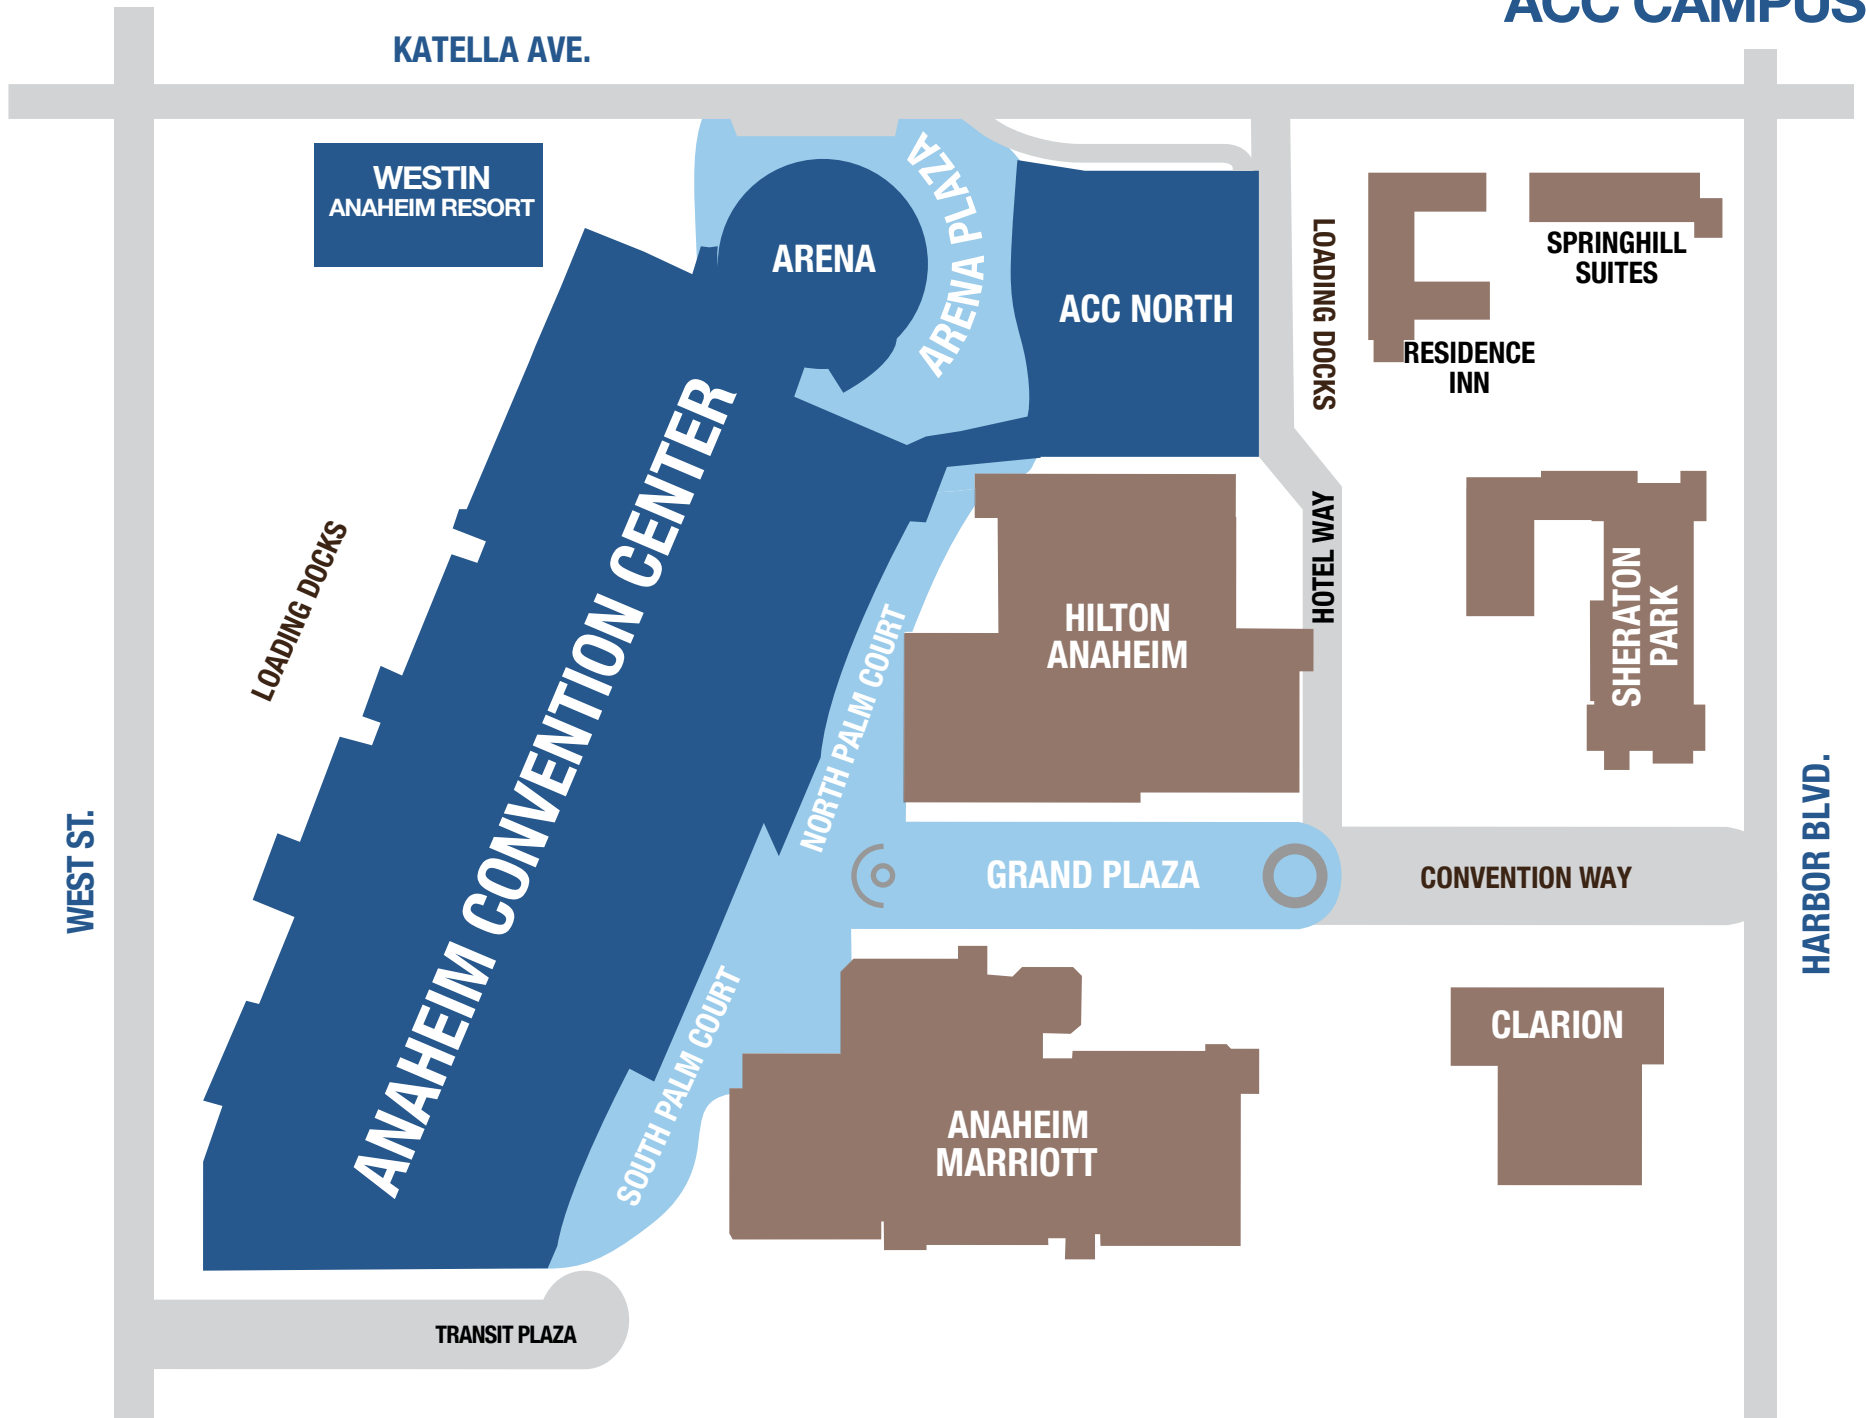 ACC CAMPUS
KATELLA AVE.
WESTIN
ANAHEIM RESORT
ARENA
ARENA PLAZA
ACC NORTH
LOADING DOCKS
SPRINGHILL
SUITES
RESIDENCE
INN
ANAHEIM CONVENTION CENTER
LOADING DOCKS
HOTEL WAY
HILTON
ANAHEIM
SHERATON
PARK
NORTH PALM COURT
WEST ST.
GRAND PLAZA
CONVENTION WAY
HARBOR BLVD.
SOUTH PALM COURT
CLARION
ANAHEIM
MARRIOTT
TRANSIT PLAZA